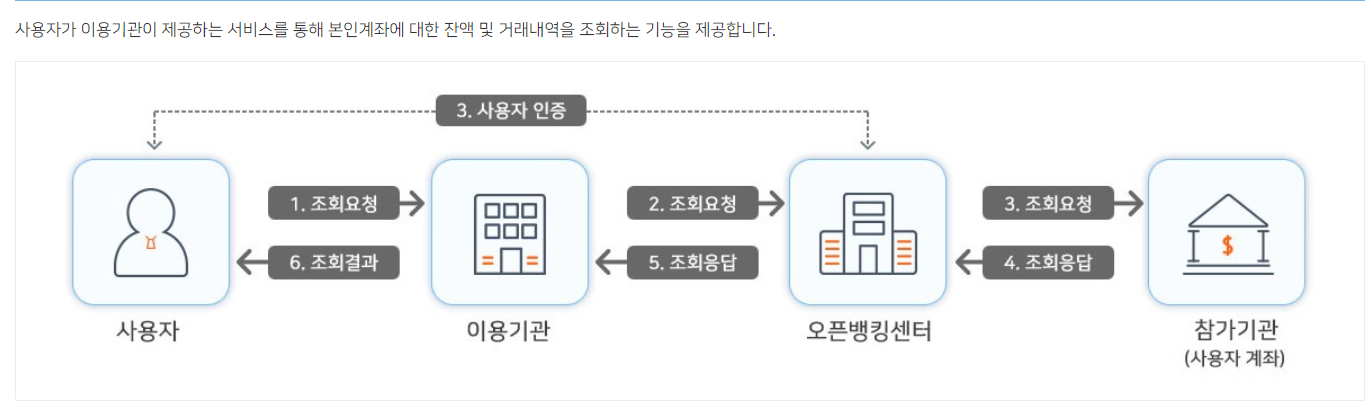 사용자가 이용기관이 제공하는 서비스를 통해 본인계좌에 대한 잔액 및 거래내역을 조회하는 기능을 제공합니다.
3. 사용자 인증
1. 조회요청
2. 조회요청
3. 조회요청
6. 조회결과
5. 조회응답
4. 조회응답
$
사용자
이용기관
오픈뱅킹센터
참가기관
(사용자 계좌)